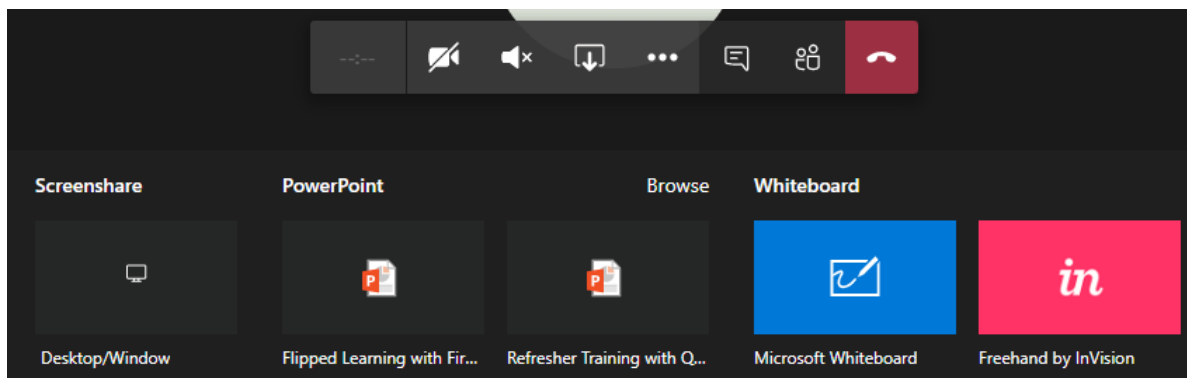 --:--
Screenshare PowerPoint Browse Whiteboard
P P in
Desktop/Window Flipped Learning with Fir... Refresher Training with Q... Microsoft Whiteboard Freehand by InVision